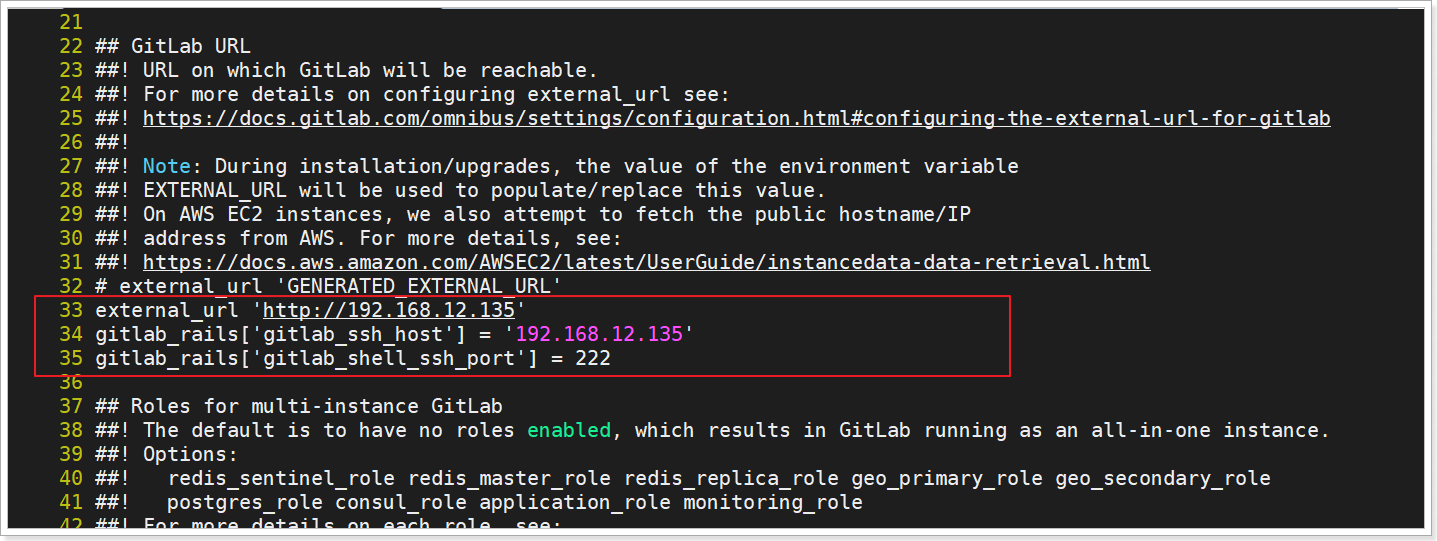 21
22 ## GitLab URL
23 ##! URL on which GitLab will be reachable.
24 ##! For more details on configuring external_url see:
25 ##! https://docs.gitlab.com/omnibus/settings/configuration.html#configuring-the-external-url-for-gitlab
26 ##!
27 ##! Note: During installation/upgrades, the value of the environment variable
28 ##! EXTERNAL_URL will be used to populate/replace this value.
29 ##! On AWS EC2 instances, we also attempt to fetch the public hostname/IP
30 ##! address from AWS. For more details, see:
31 ##! https://docs.aws.amazon.com/AWSEC2/latest/UserGuide/instancedata-data-retrieval.html
32 # external_url 'GENERATED_EXTERNAL_URL'
33 external_url 'http://192.168.12.135'
34 gitlab_rails['gitlab_ssh_host'] = '192.168.12.135'
35 gitlab_rails['gitlab_shell_ssh_port'] = 222
36
37 ## Roles for multi-instance GitLab
38 ##! The default is to have no roles enabled, which results in GitLab running as an all-in-one instance.
39 ##! Options:
40 ##!   redis_sentinel_role redis_master_role redis_replica_role geo_primary_role geo_secondary_role
41 ##!   postgres_role consul_role application_role monitoring_role
42 ##! For more details on each role, see: